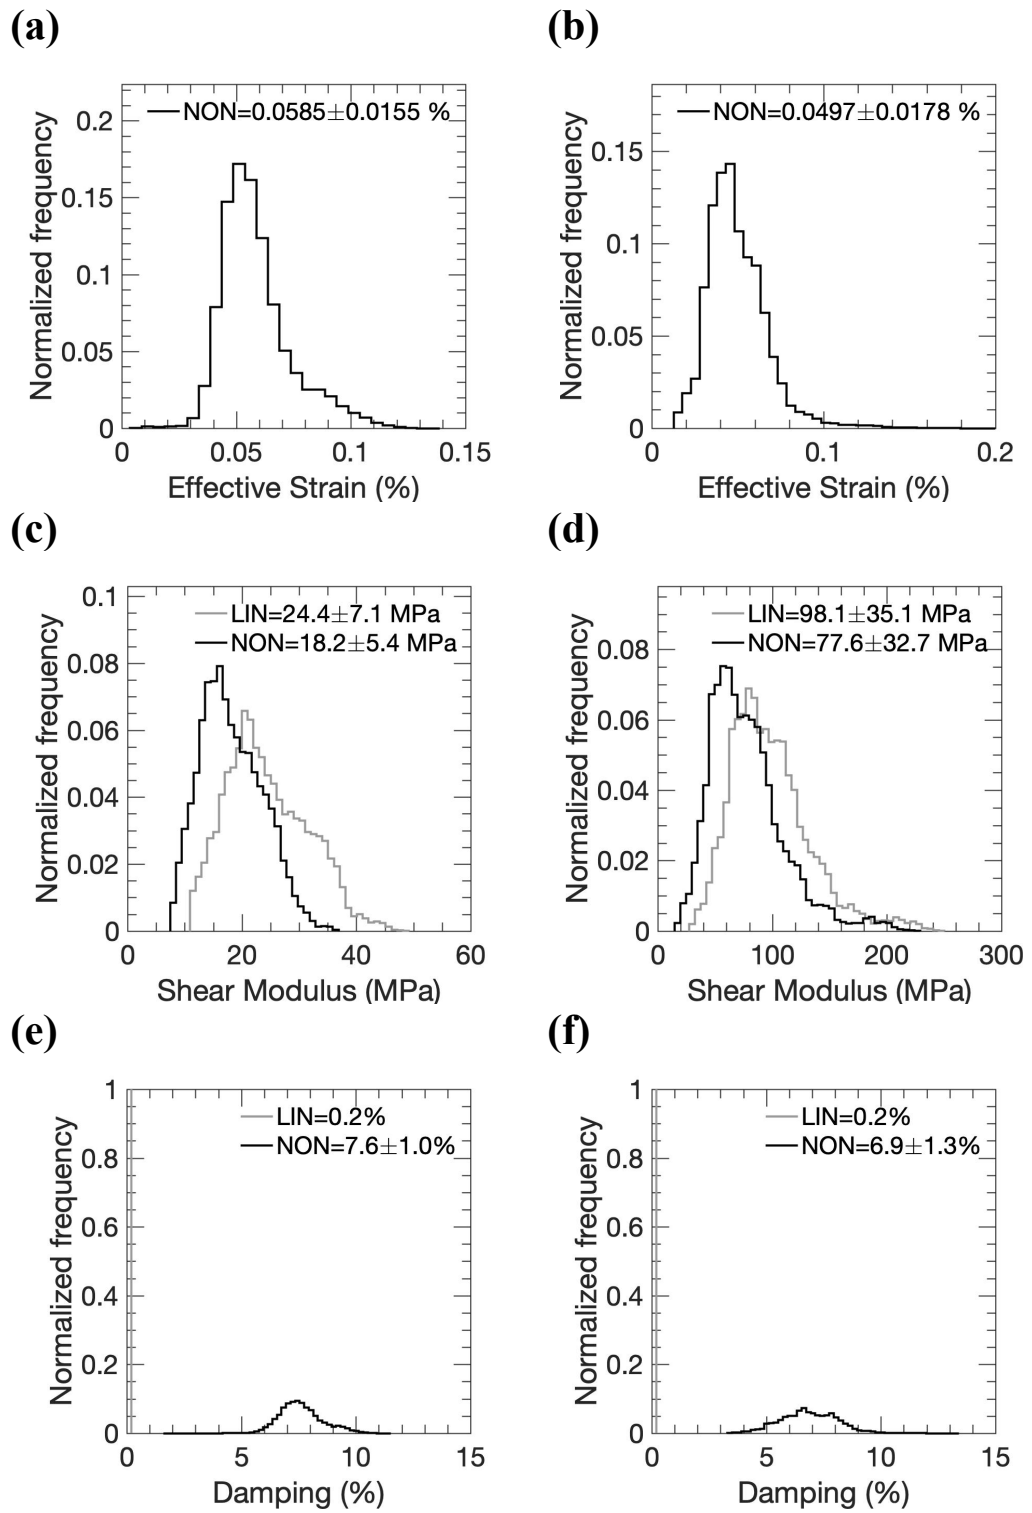 (a)
NON=0.0585±0.0155 %
Normalized frequency
0.2
0.15
0.1
0.05
0
0 0.05 0.1 0.15
Effective Strain (%)
(b)
NON=0.0497±0.0178 %
Normalized frequency
0.15
0.1
0.05
0
0 0.1 0.2
Effective Strain (%)
(c)
LIN=24.4±7.1 MPa
NON=18.2±5.4 MPa
Normalized frequency
0.1
0.08
0.06
0.04
0.02
0
0 20 40 60
Shear Modulus (MPa)
(d)
LIN=98.1±35.1 MPa
NON=77.6±32.7 MPa
Normalized frequency
0.08
0.06
0.04
0.02
0
0 100 200 300
Shear Modulus (MPa)
(e)
LIN=0.2%
NON=7.6±1.0%
Normalized frequency
1
0.8
0.6
0.4
0.2
0
0 5 10 15
Damping (%)
(f)
LIN=0.2%
NON=6.9±1.3%
Normalized frequency
1
0.8
0.6
0.4
0.2
0
0 5 10 15
Damping (%)